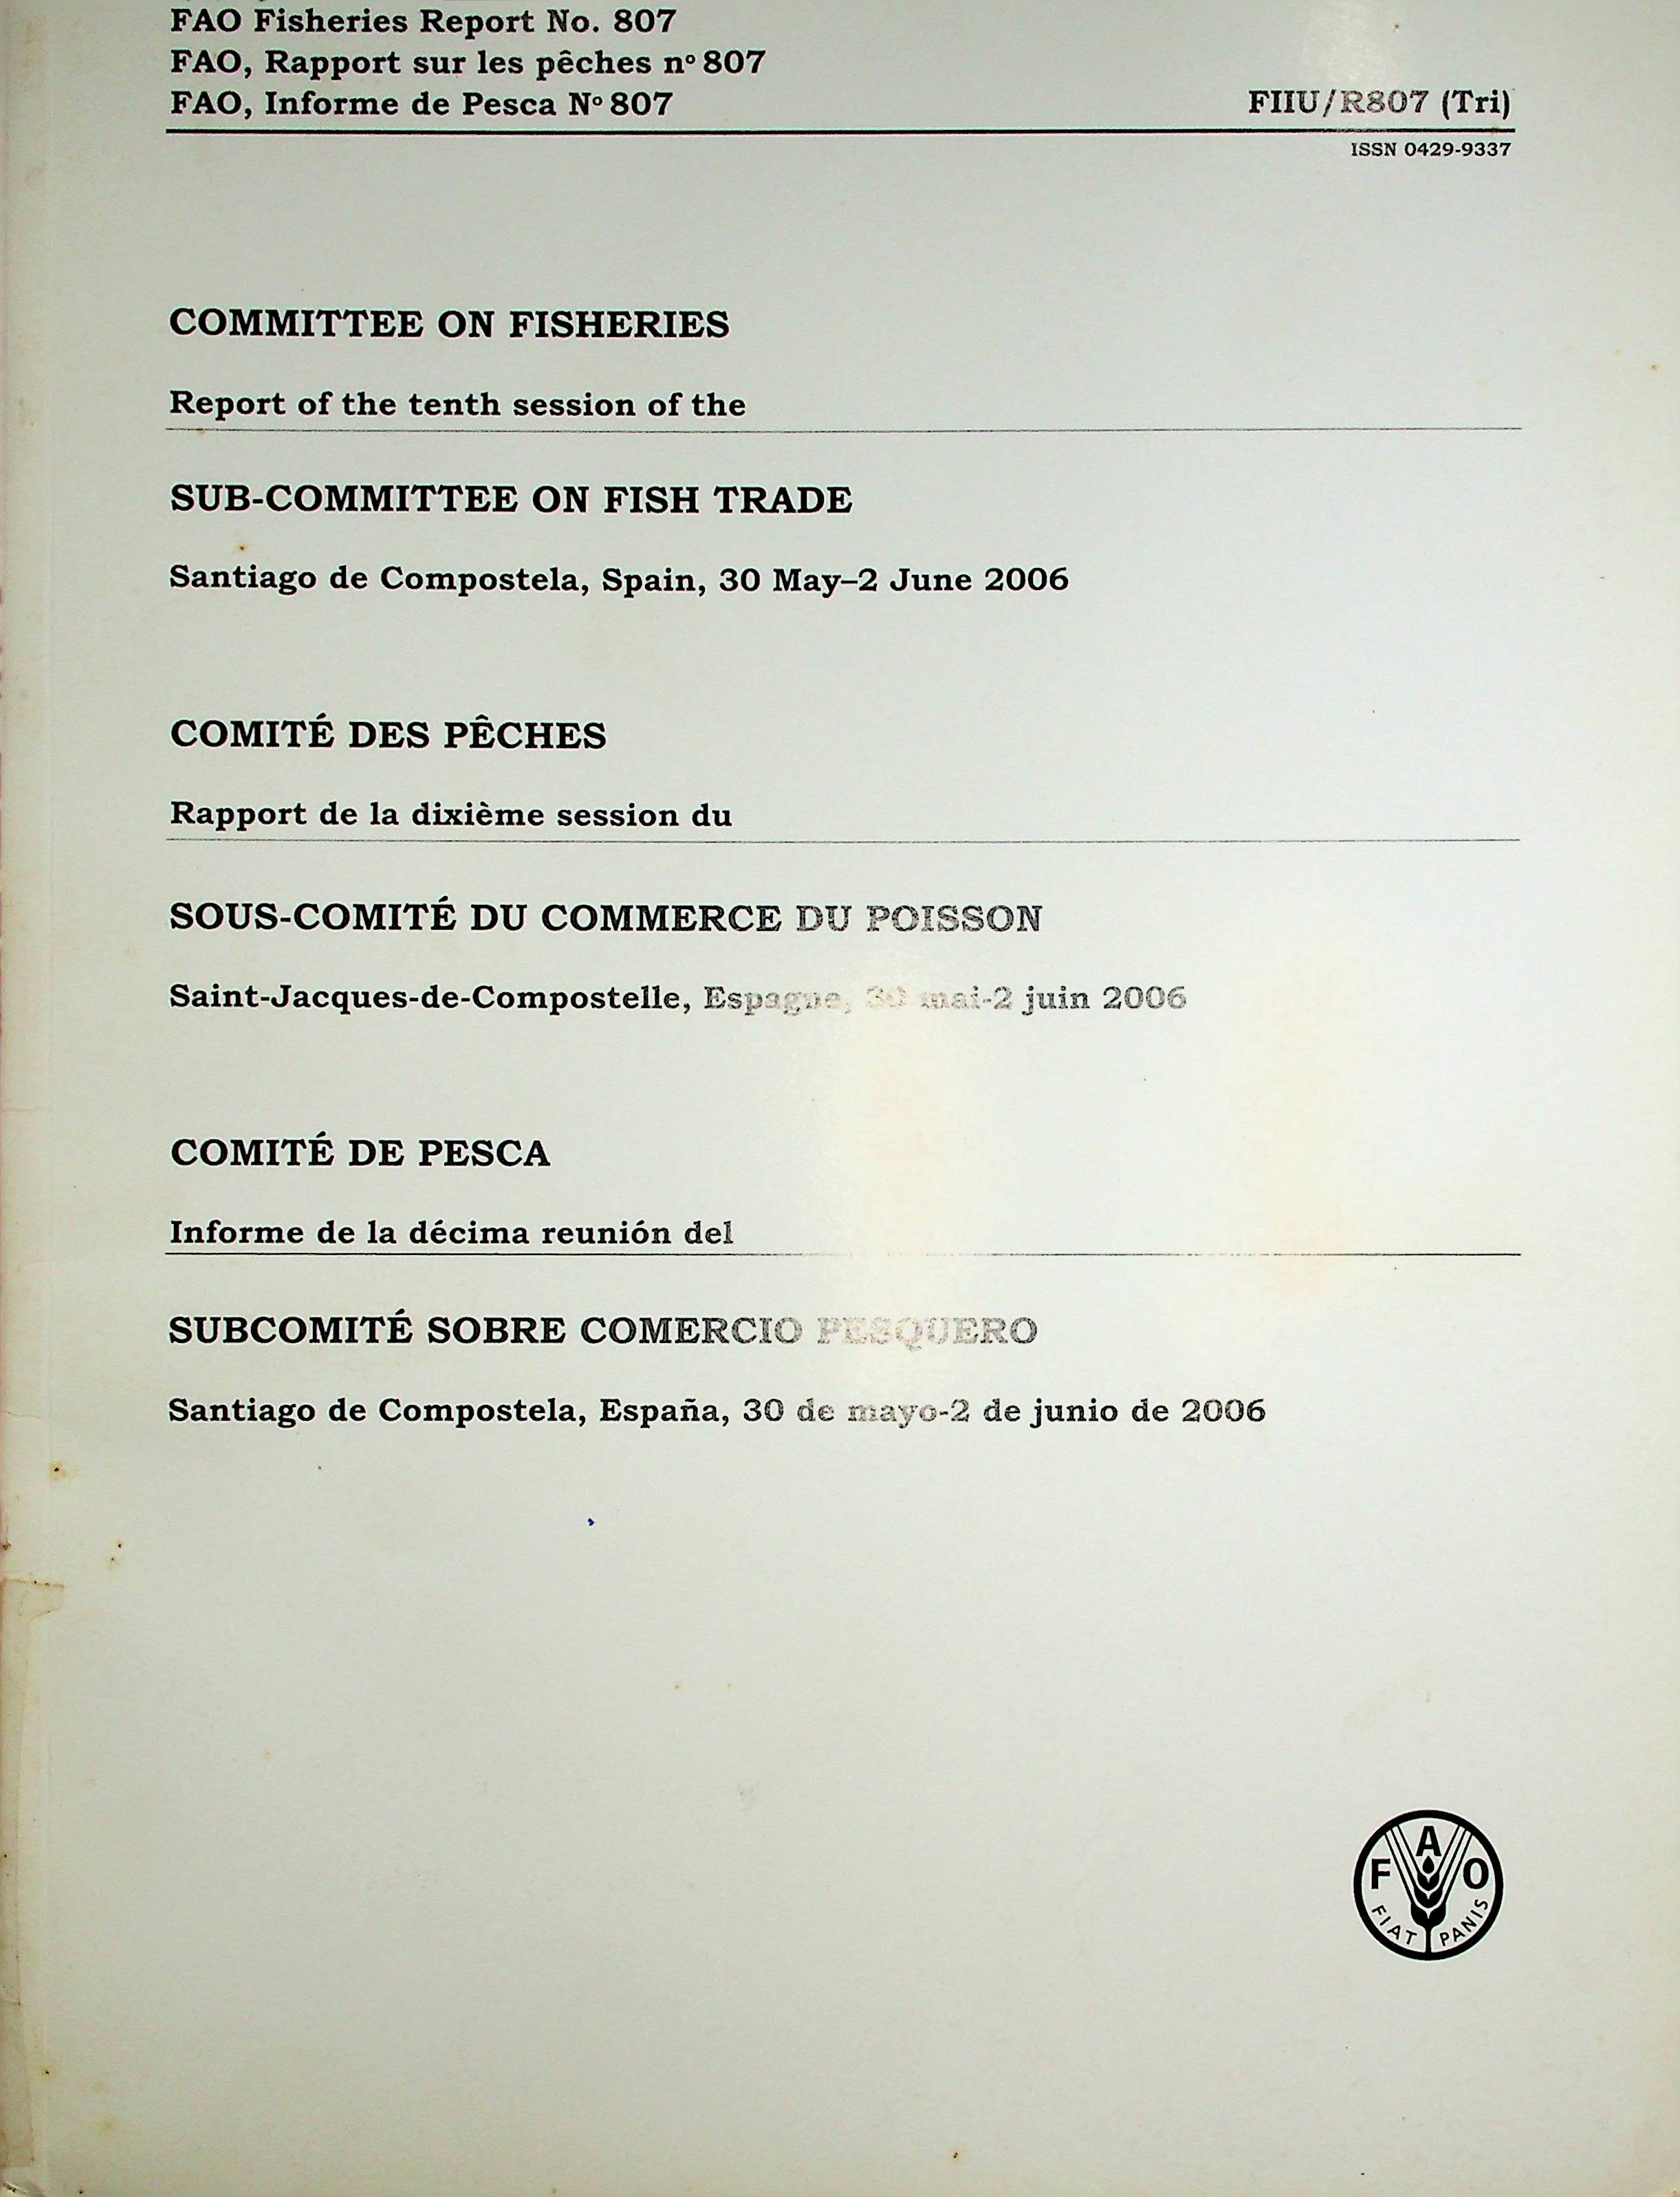 FAO Fisheries Report No. 807
FAO, Rapport sur les pêches nº 807
FAO, Informe de Pesca Nº 807
FIIU/R807 (Tri)
ISSN 0429-9337
COMMITTEE ON FISHERIES
Report of the tenth session of the
SUB-COMMITTEE ON FISH TRADE
Santiago de Compostela, Spain, 30 May–2 June 2006
COMITÉ DES PÊCHES
Rapport de la dixième session du
SOUS-COMITÉ DU COMMERCE DU POISSON
Saint-Jacques-de-Compostelle, Espagne, 30 mai-2 juin 2006
COMITÉ DE PESCA
Informe de la décima reunión del
SUBCOMITÉ SOBRE COMERCIO PESQUERO
Santiago de Compostela, España, 30 de mayo-2 de junio de 2006
F A O
FIAT PANIS